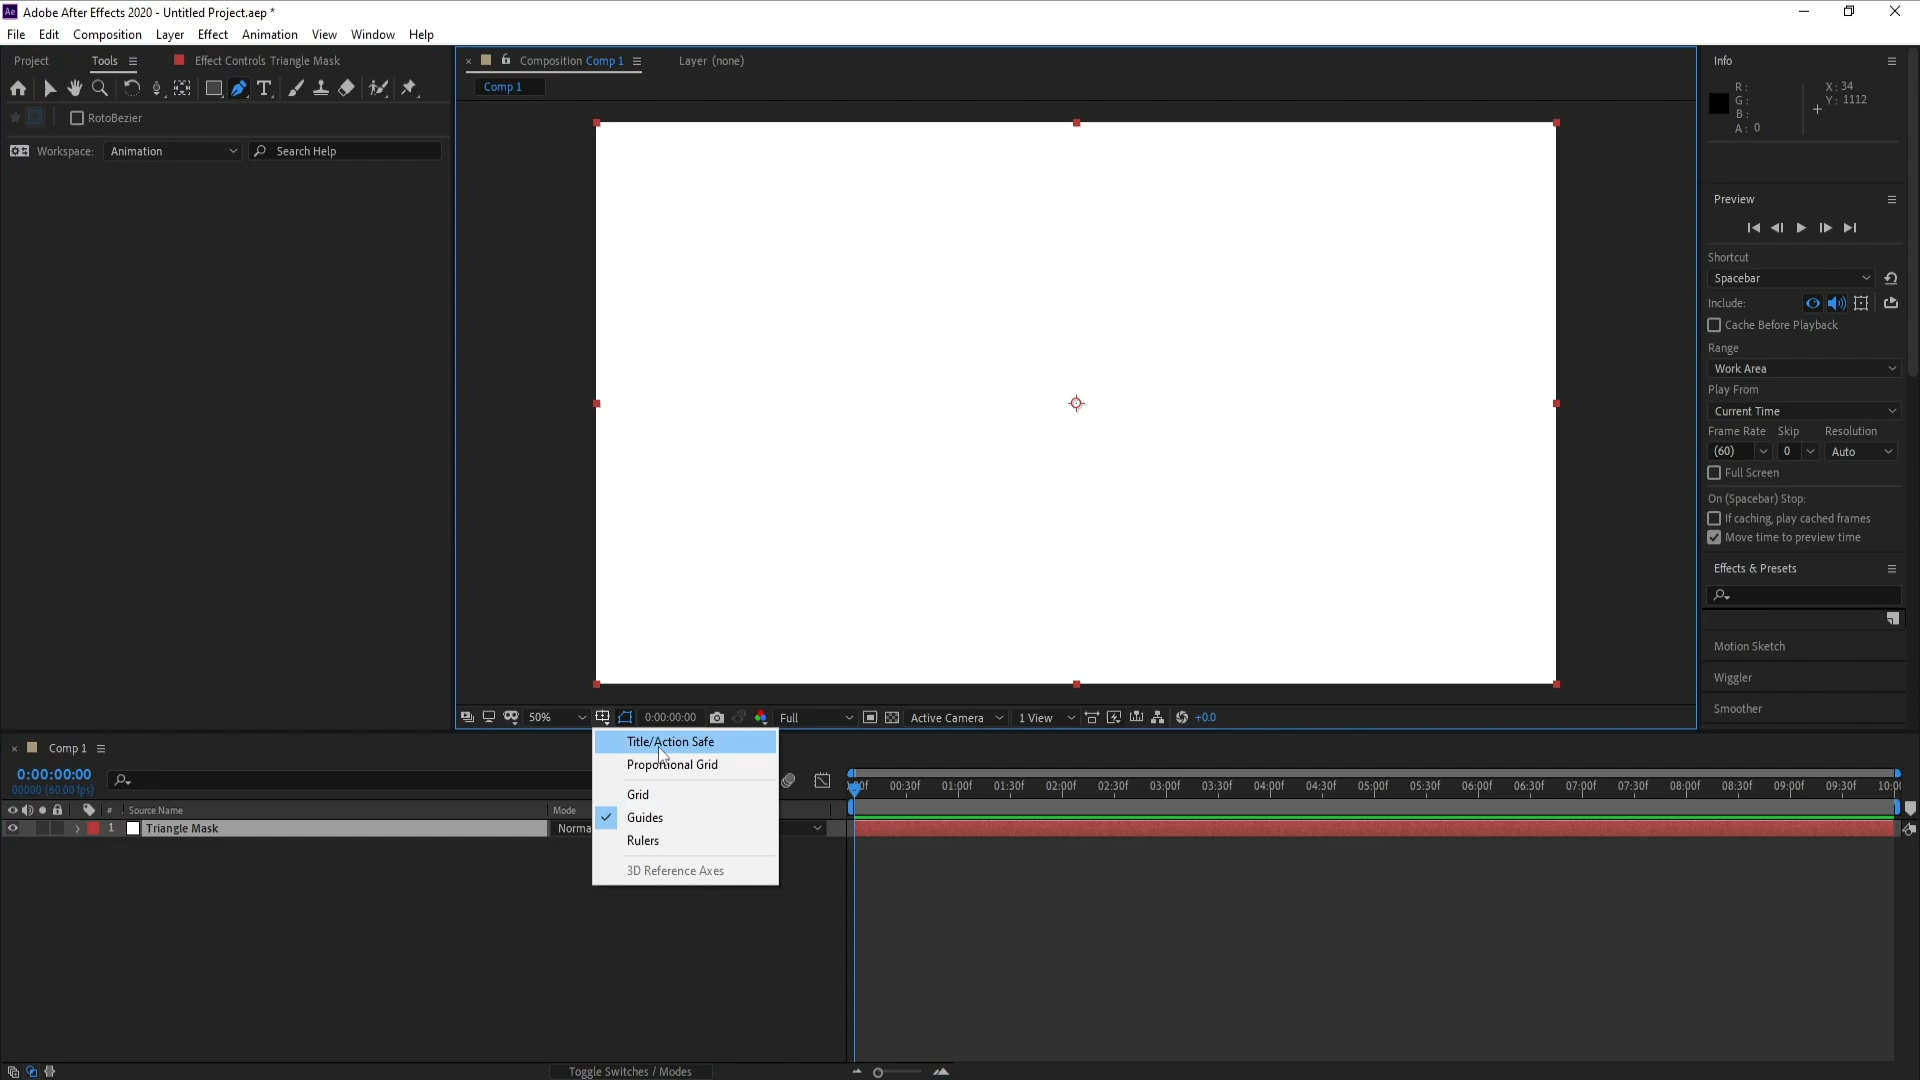 Ae Adobe After Effects 2020 - Untitled Project.aep *
File Edit Composition Layer Effect Animation View Window Help
Project Tools Effect Controls Triangle Mask
Composition Comp 1 Layer (none)
Comp 1
RotoBezier
Workspace: Animation Search Help
Info
R:
G:
B:
A: 0
X: 34
Y: 1112
Preview
Shortcut
Spacebar
Include:
Cache Before Playback
Range
Work Area
Play From
Current Time
Frame Rate Skip Resolution
(60) 0 Auto
Full Screen
On (Spacebar) Stop:
If caching, play cached frames
Move time to preview time
Effects & Presets
Motion Sketch
Wiggler
Smoother
50% 0:00:00:00 Full Active Camera 1 View +0.0
Title/Action Safe
Proportional Grid
Grid
Guides
Rulers
3D Reference Axes
Comp 1
0:00:00:00
00000 (60.00 fps)
# Source Name Mode
1 Triangle Mask Norma
00:30f 01:00f 01:30f 02:00f 02:30f 03:00f 03:30f 04:00f 04:30f 05:00f 05:30f 06:00f 06:30f 07:00f 07:30f 08:00f 08:30f 09:00f 09:30f 10:0
Toggle Switches / Modes